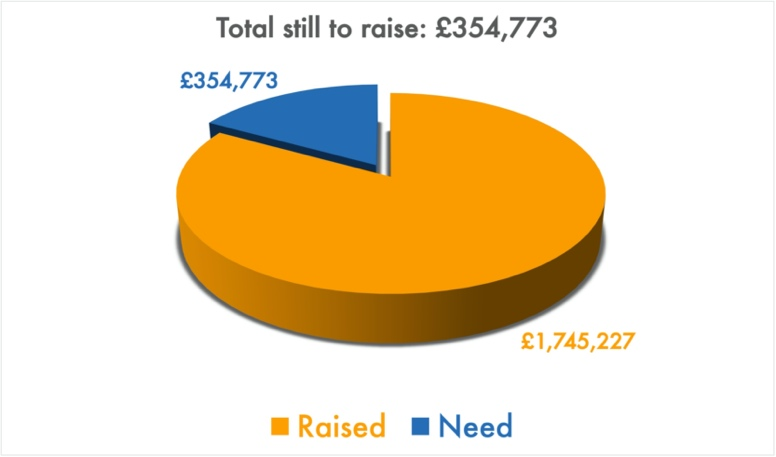 Total still to raise: £354,773
£354,773
£1,745,227
Raised Need